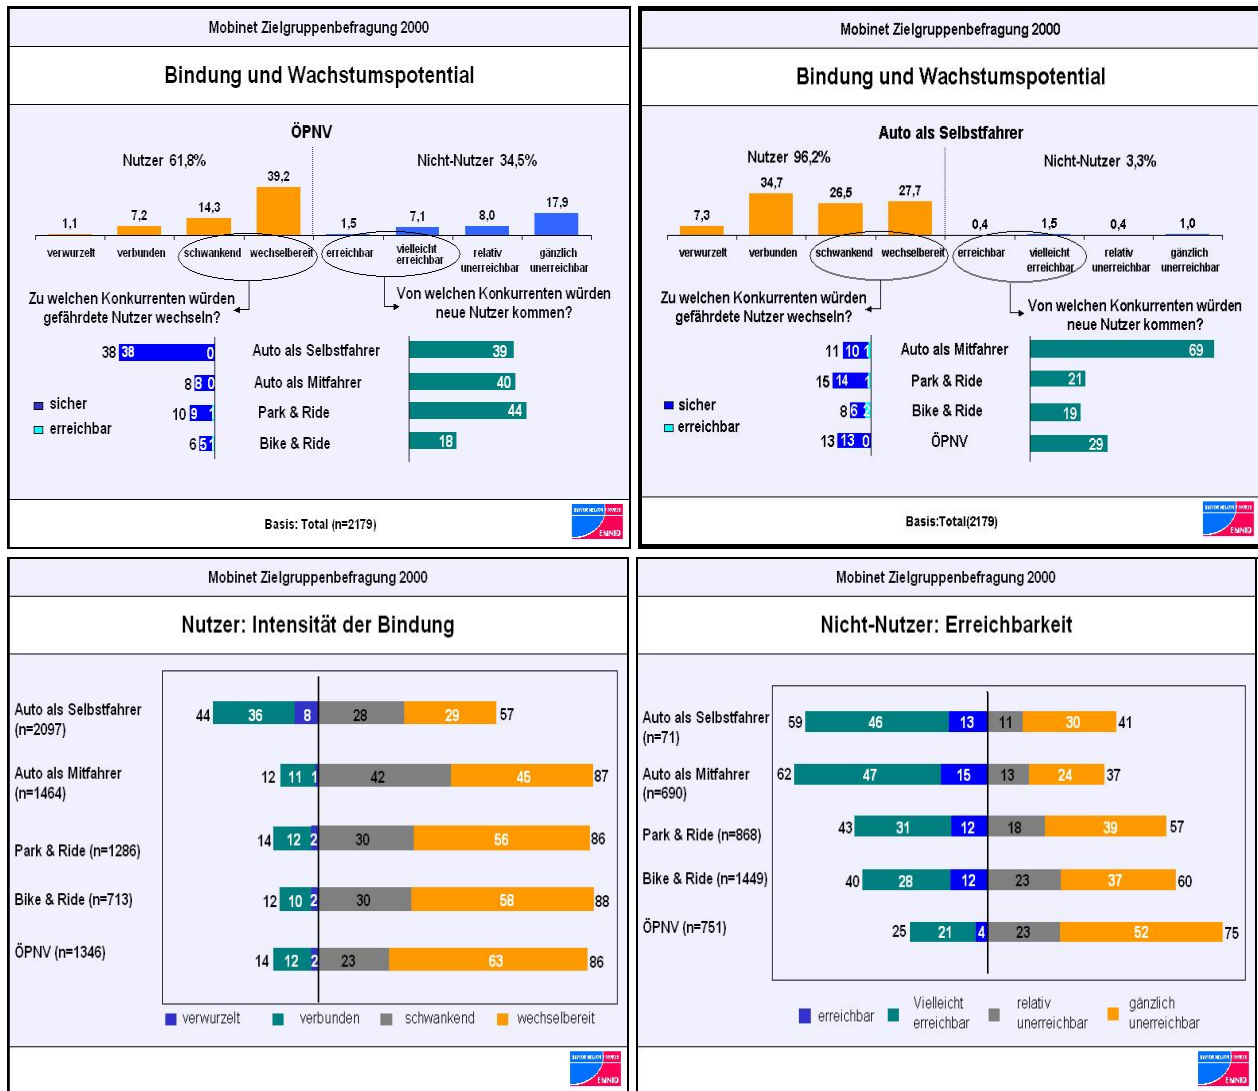 Mobinet Zielgruppenbefragung 2000
Bindung und Wachstumspotential
ÖPNV
Nutzer 61,8%
Nicht-Nutzer 34,5%
1,1 7,2 14,3 39,2 1,5 7,1 8,0 17,9
verwurzelt verbunden schwankend wechselbereit erreichbar vielleicht erreichbar relativ unerreichbar gänzlich unerreichbar
Zu welchen Konkurrenten würden
gefährdete Nutzer wechseln?
Von welchen Konkurrenten würden
neue Nutzer kommen?
38 38 0 Auto als Selbstfahrer 39
8 8 0 Auto als Mitfahrer 40
10 9 1 Park & Ride 44
6 5 1 Bike & Ride 18
sicher
erreichbar
Basis: Total (n=2179)
EMNID
Mobinet Zielgruppenbefragung 2000
Bindung und Wachstumspotential
Auto als Selbstfahrer
Nutzer 96,2%
Nicht-Nutzer 3,3%
7,3 34,7 26,5 27,7 0,4 1,5 0,4 1,0
verwurzelt verbunden schwankend wechselbereit erreichbar vielleicht erreichbar relativ unerreichbar gänzlich unerreichbar
Zu welchen Konkurrenten würden
gefährdete Nutzer wechseln?
Von welchen Konkurrenten würden
neue Nutzer kommen?
11 10 1 Auto als Mitfahrer 69
15 14 1 Park & Ride 21
8 6 2 Bike & Ride 19
13 13 0 ÖPNV 29
sicher
erreichbar
Basis:Total(2179)
EMNID
Mobinet Zielgruppenbefragung 2000
Nutzer: Intensität der Bindung
Auto als Selbstfahrer
(n=2097)
44 36 8 28 29 57
Auto als Mitfahrer
(n=1464)
12 11 1 42 45 87
Park & Ride (n=1286)
14 12 2 30 56 86
Bike & Ride (n=713)
12 10 2 30 58 88
ÖPNV (n=1346)
14 12 2 23 63 86
verwurzelt verbunden schwankend wechselbereit
EMNID
Mobinet Zielgruppenbefragung 2000
Nicht-Nutzer: Erreichbarkeit
Auto als Selbstfahrer
(n=71)
59 46 13 11 30 41
Auto als Mitfahrer
(n=690)
62 47 15 13 24 37
Park & Ride (n=868)
43 31 12 18 39 57
Bike & Ride (n=1449)
40 28 12 23 37 60
ÖPNV (n=751)
25 21 4 23 52 75
erreichbar Vielleicht erreichbar relativ unerreichbar gänzlich unerreichbar
EMNID